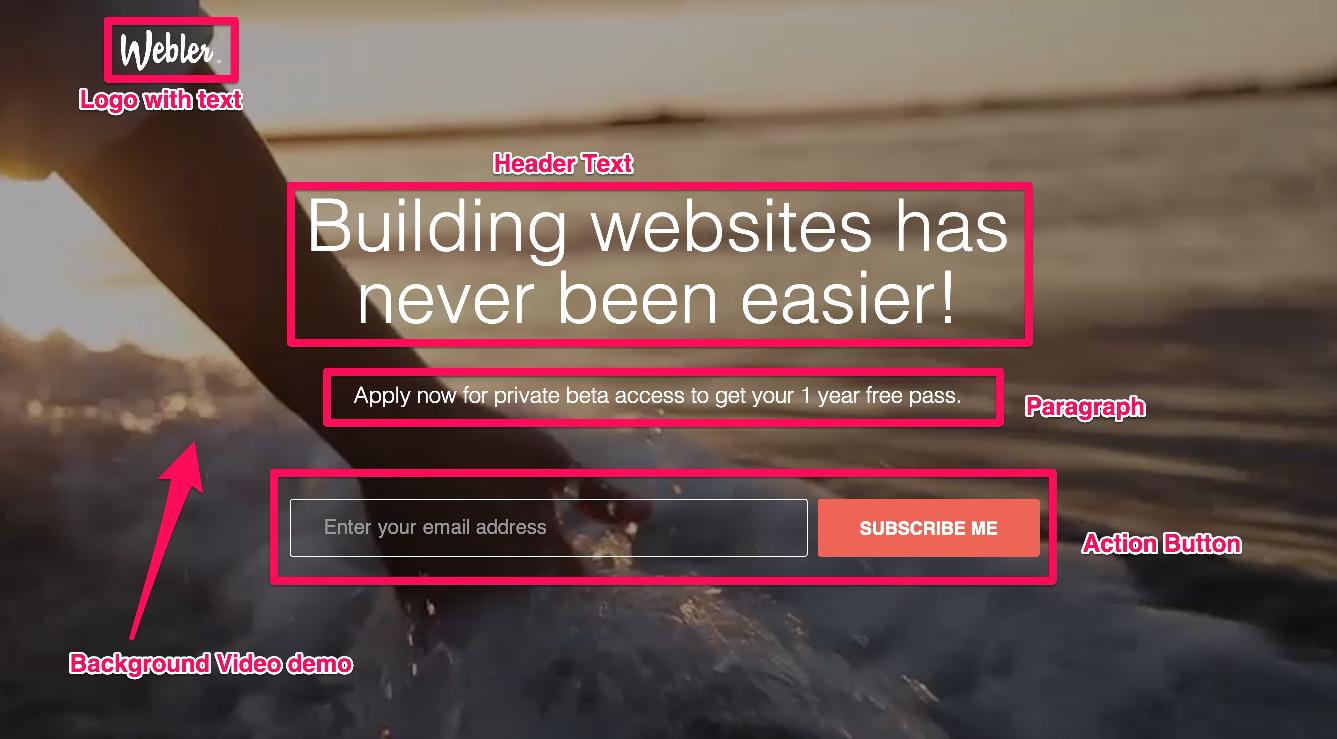 Webler
Logo with text
Header Text
Building websites has
never been easier!
Apply now for private beta access to get your 1 year free pass.
Paragraph
Enter your email address
SUBSCRIBE ME
Action Button
Background Video demo